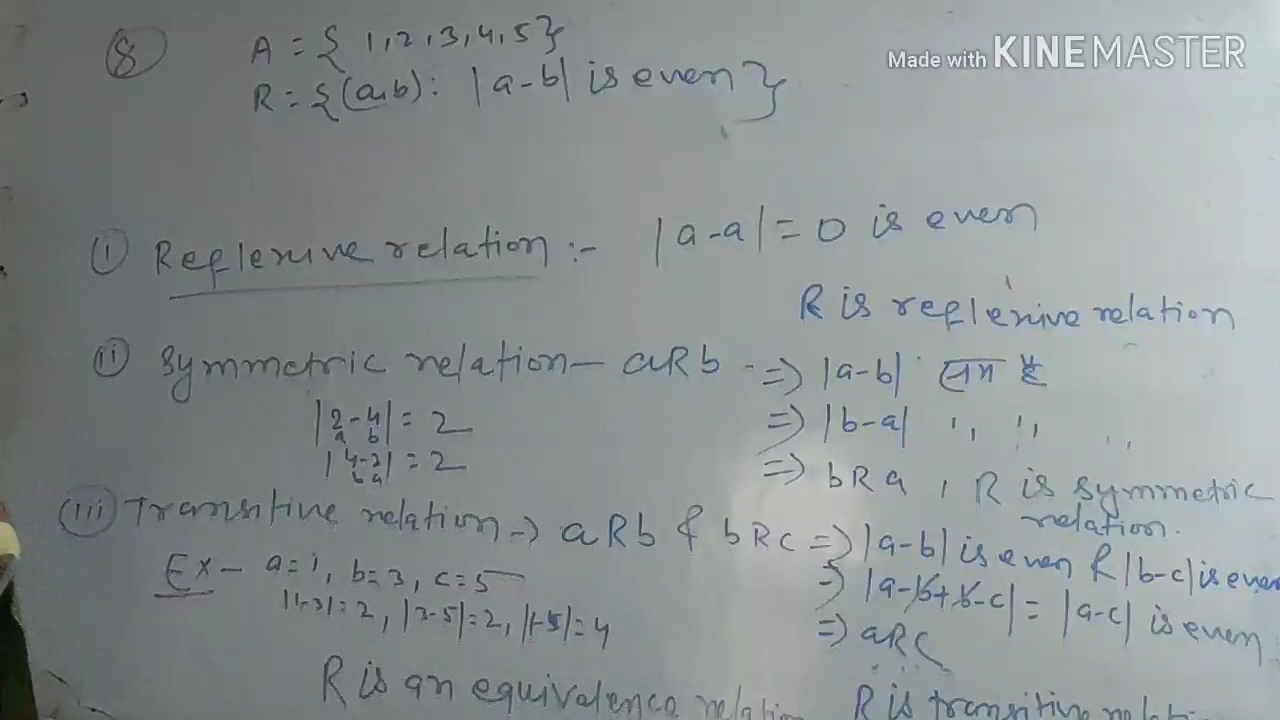 Made with KINEMASTER
⑧ A = { 1,2,3,4,5}
R = {(a,b) : |a-b| is even }
(i) Reflexive relation :- |a-a| = 0 is even
R is reflexive relation
(ii) Symmetric relation – aRb ⇒ |a-b| सम है
|2-4| = 2 ⇒ |b-a| ,, ,, ,,
a b
|4-2| = 2 ⇒ bRa , R is symmetric
b a relation.
(iii) Transitive relation → aRb & bRc ⇒ |a-b| is even & |b-c| is even
Ex – a=1, b=3, c=5 ⇒ |a-b+b-c| = |a-c| is even
|1-3|=2, |3-5|=2, |1-5|=4 ⇒ aRc
R is an equivalence relation R is transitive relati